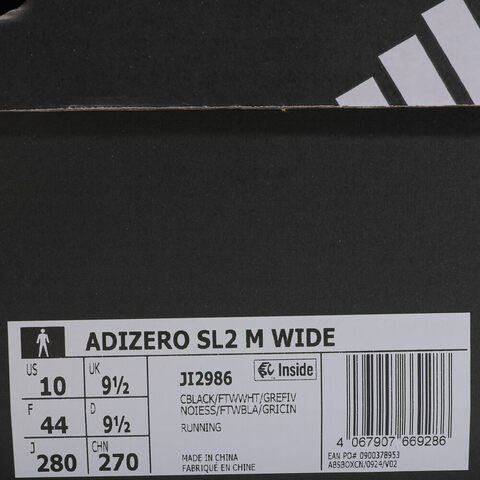 ADIZERO SL2 M WIDE
US 10 UK 9½
F 44 D 9½
J 280 CHN 270
JI2986 Inside
CBLACK/FTWWHT/GREFIV
NOIESS/FTWBLA/GRICIN
RUNNING
MADE IN CHINA
FABRIQUÉ EN CHINE
4 067907 669286
EAN PO# 0900378953
ABSBOXCN/0924/V02